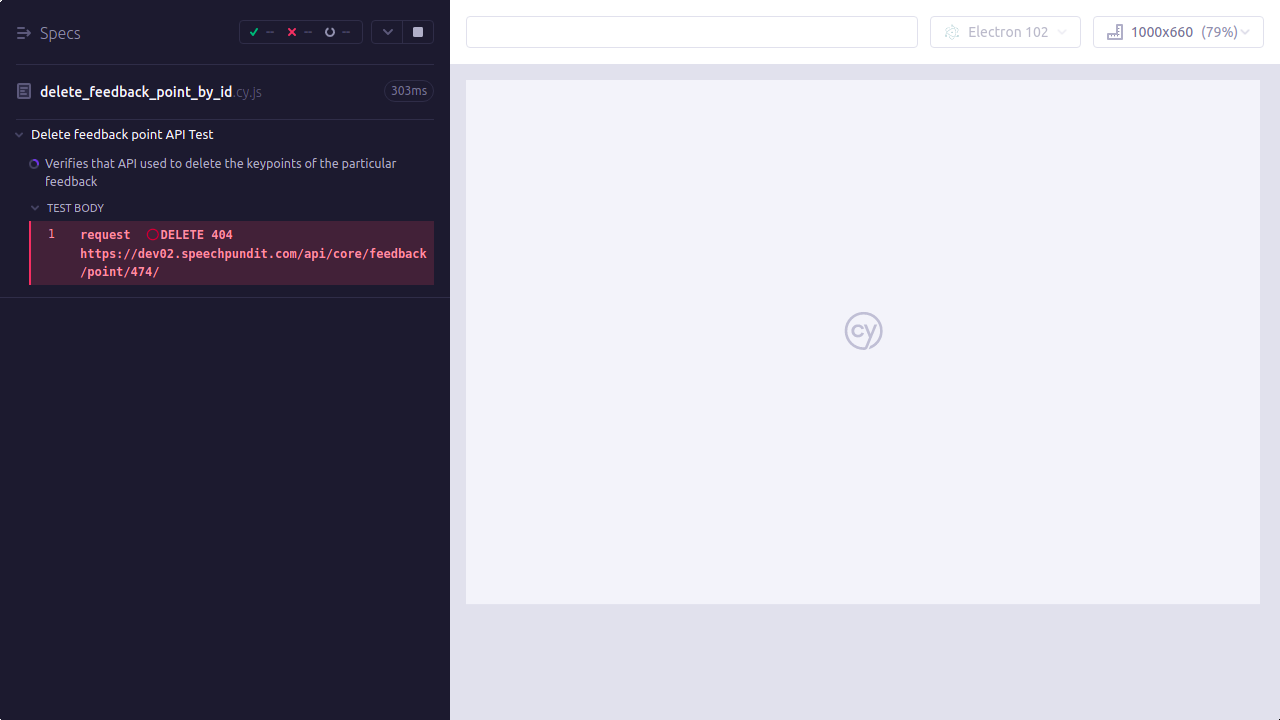 Specs
-- -- --
delete_feedback_point_by_id.cy.js
303ms
Delete feedback point API Test
Verifies that API used to delete the keypoints of the particular
feedback
TEST BODY
1 request DELETE 404
https://dev02.speechpundit.com/api/core/feedback
/point/474/
Electron 102
1000x660 (79%)
cy